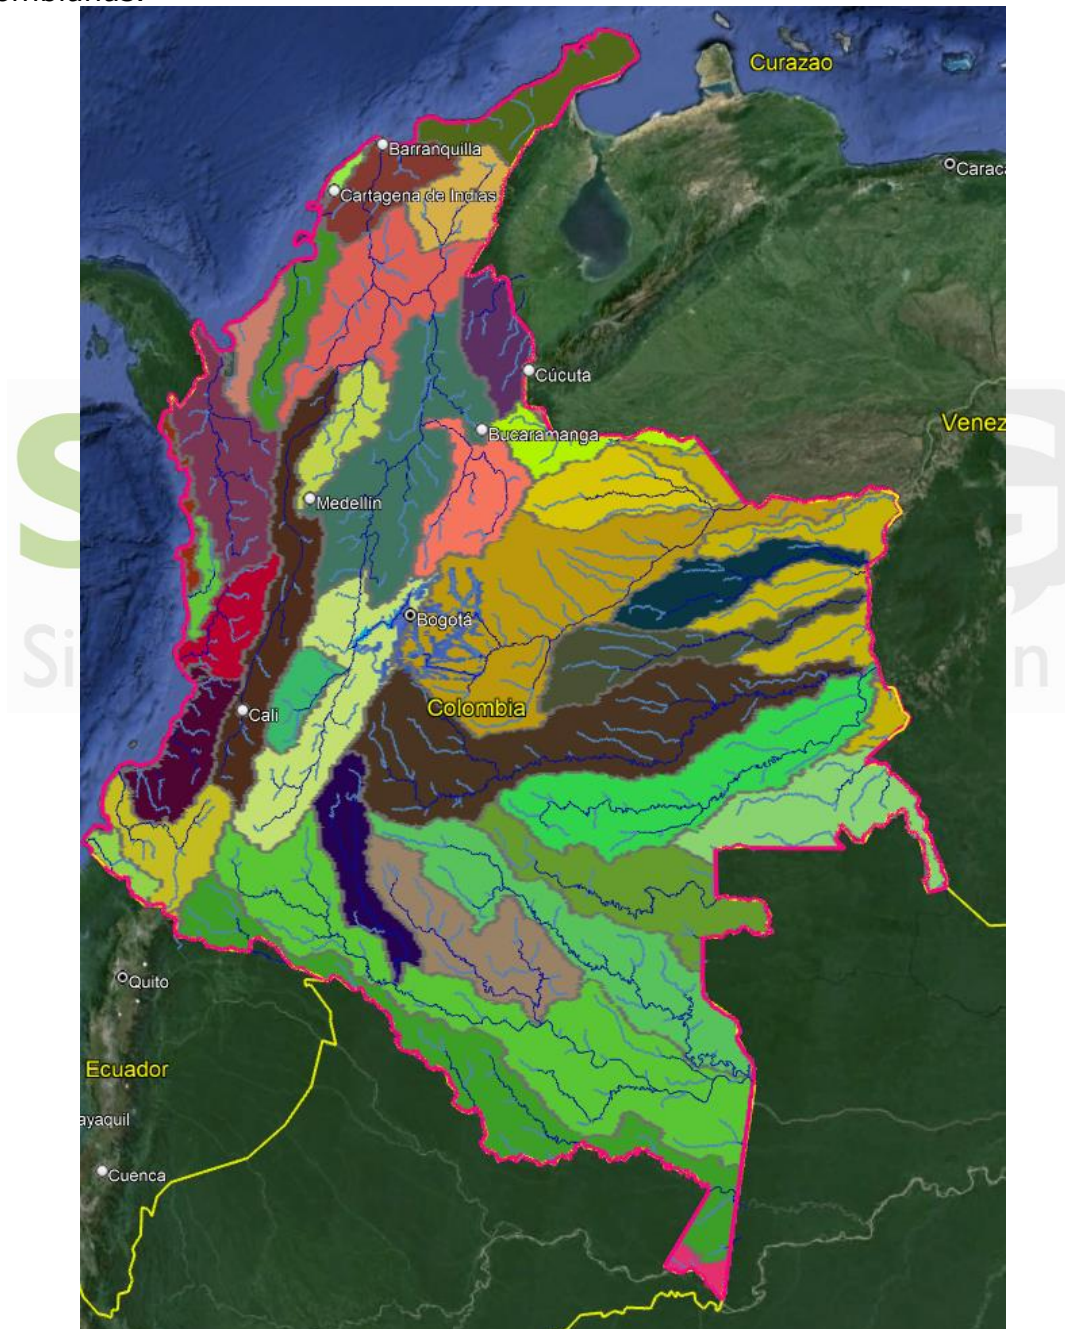 Curazao
Barranquilla
Cartagena de Indias
Cúcuta
Bucaramanga
Medellín
Bogotá
Cali
Colombia
Quito
Ecuador
Cuenca